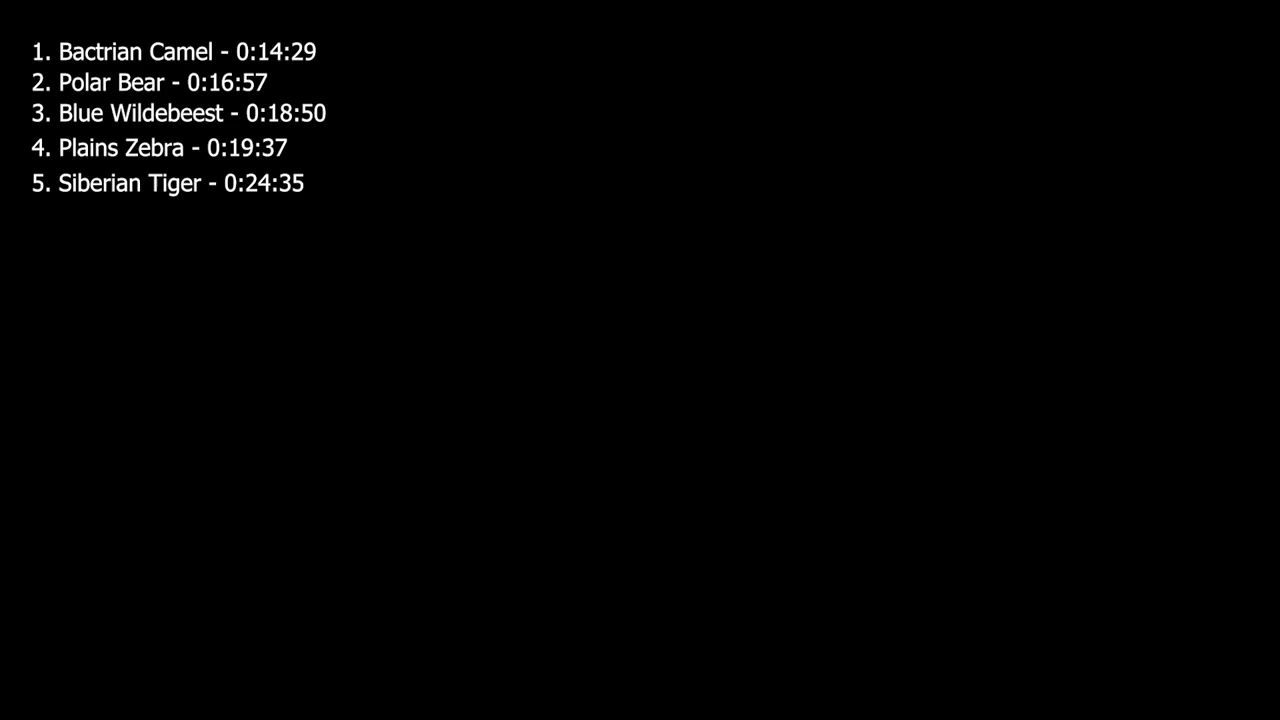 1. Bactrian Camel - 0:14:29
2. Polar Bear - 0:16:57
3. Blue Wildebeest - 0:18:50
4. Plains Zebra - 0:19:37
5. Siberian Tiger - 0:24:35